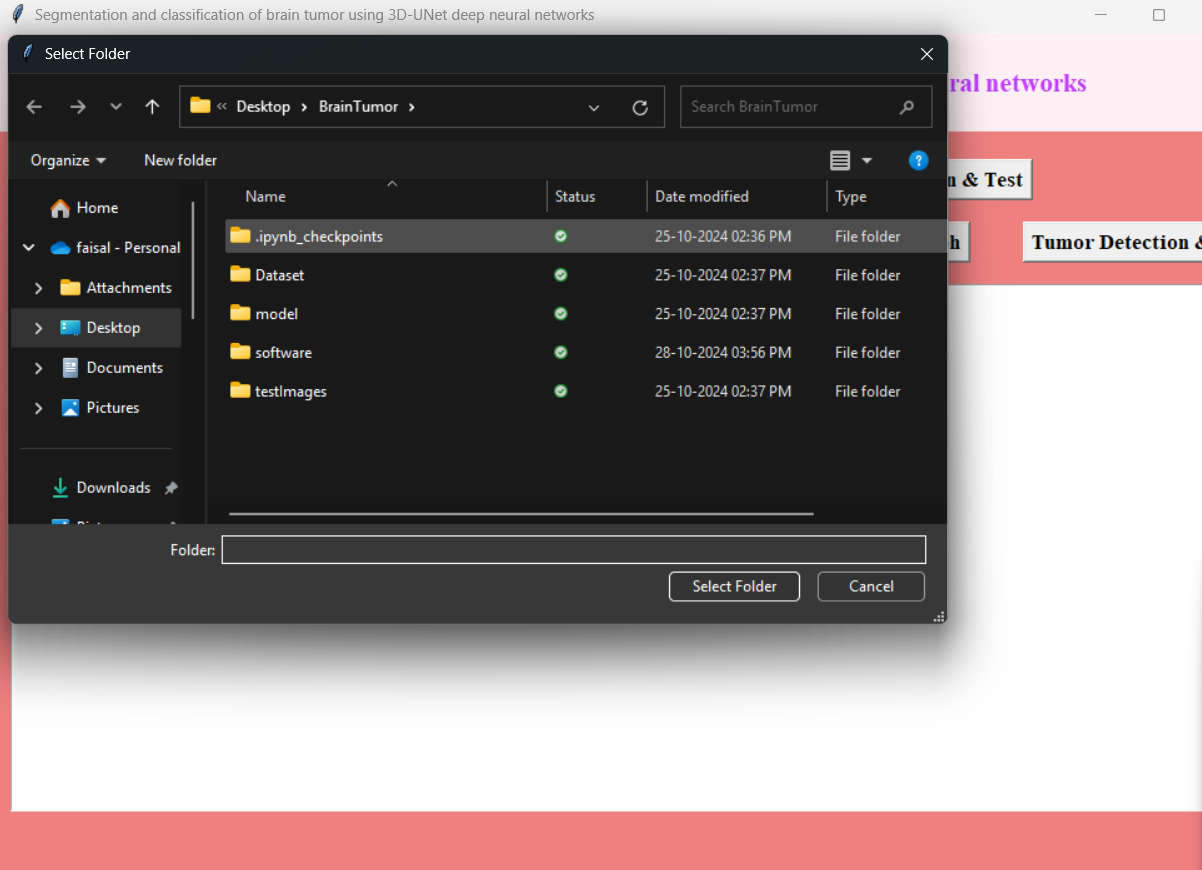 Segmentation and classification of brain tumor using 3D-UNet deep neural networks
Select Folder
ral networks
« Desktop > BrainTumor >
Search BrainTumor
Organize
New folder
& Test
Tumor Detection &
Name Status Date modified Type
Home
faisal - Personal
Attachments
Desktop
Documents
Pictures
Downloads
.ipynb_checkpoints 25-10-2024 02:36 PM File folder
Dataset 25-10-2024 02:37 PM File folder
model 25-10-2024 02:37 PM File folder
software 28-10-2024 03:56 PM File folder
testImages 25-10-2024 02:37 PM File folder
Folder:
Select Folder
Cancel